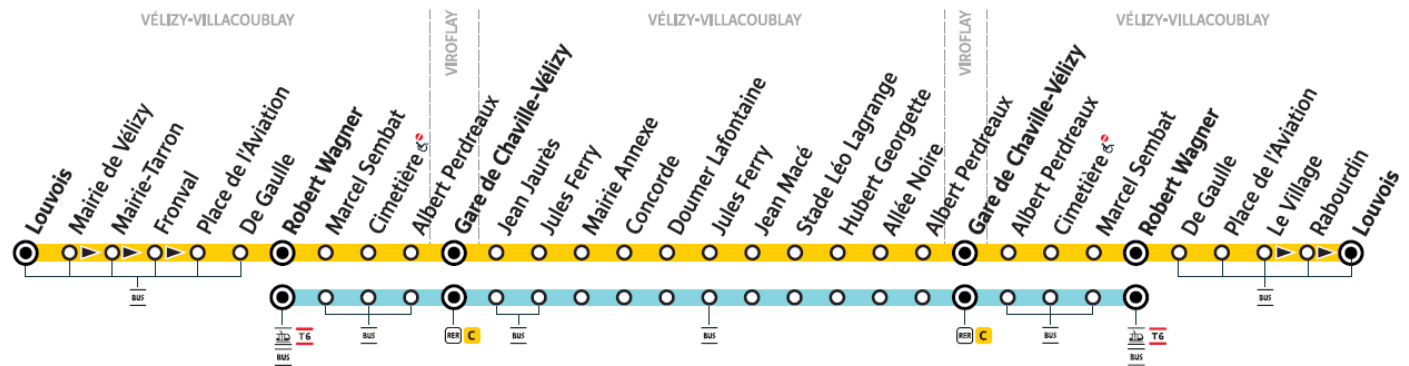 VÉLIZY-VILLACOUBLAY
VIROFLAY
VÉLIZY-VILLACOUBLAY
VIROFLAY
VÉLIZY-VILLACOUBLAY
Louvois
Mairie de Vélizy
Mairie-Tarron
Fronval
Place de l'Aviation
De Gaulle
Robert Wagner
Marcel Sembat
Cimetière
Albert Perdreaux
Gare de Chaville-Vélizy
Jean Jaurès
Jules Ferry
Mairie Annexe
Concorde
Doumer Lafontaine
Jules Ferry
Jean Macé
Stade Léo Lagrange
Hubert Georgette
Allée Noire
Albert Perdreaux
Gare de Chaville-Vélizy
Albert Perdreaux
Cimetière
Marcel Sembat
Robert Wagner
De Gaulle
Place de l'Aviation
Le Village
Rabourdin
Louvois
BUS
BUS
T6
BUS
BUS
RER C
BUS
BUS
RER C
BUS
T6
BUS